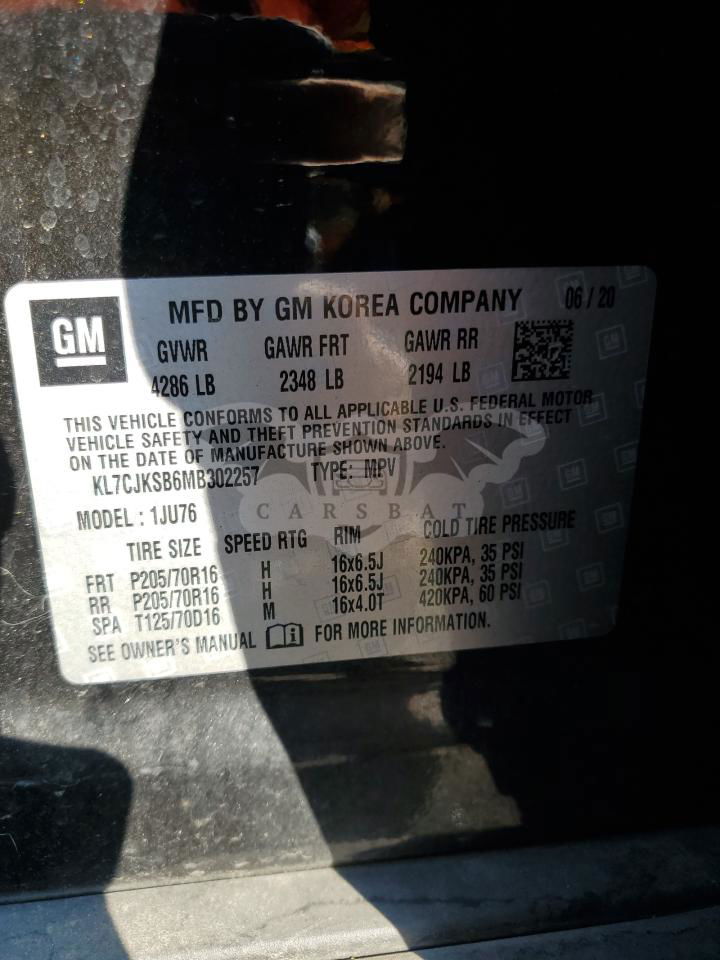 GM
MFD BY GM KOREA COMPANY 06 / 20
GVWR GAWR FRT GAWR RR
4286 LB 2348 LB 2194 LB
THIS VEHICLE CONFORMS TO ALL APPLICABLE U.S. FEDERAL MOTOR
VEHICLE SAFETY AND THEFT PREVENTION STANDARDS IN EFFECT
ON THE DATE OF MANUFACTURE SHOWN ABOVE.
KL7CJKSB6MB302257 TYPE: MPV
CARSBAT
MODEL : 1JU76
TIRE SIZE SPEED RTG RIM COLD TIRE PRESSURE
FRT P205/70R16 H 16x6.5J 240KPA, 35 PSI
RR P205/70R16 H 16x6.5J 240KPA, 35 PSI
SPA T125/70D16 M 16x4.0T 420KPA, 60 PSI
SEE OWNER'S MANUAL FOR MORE INFORMATION.